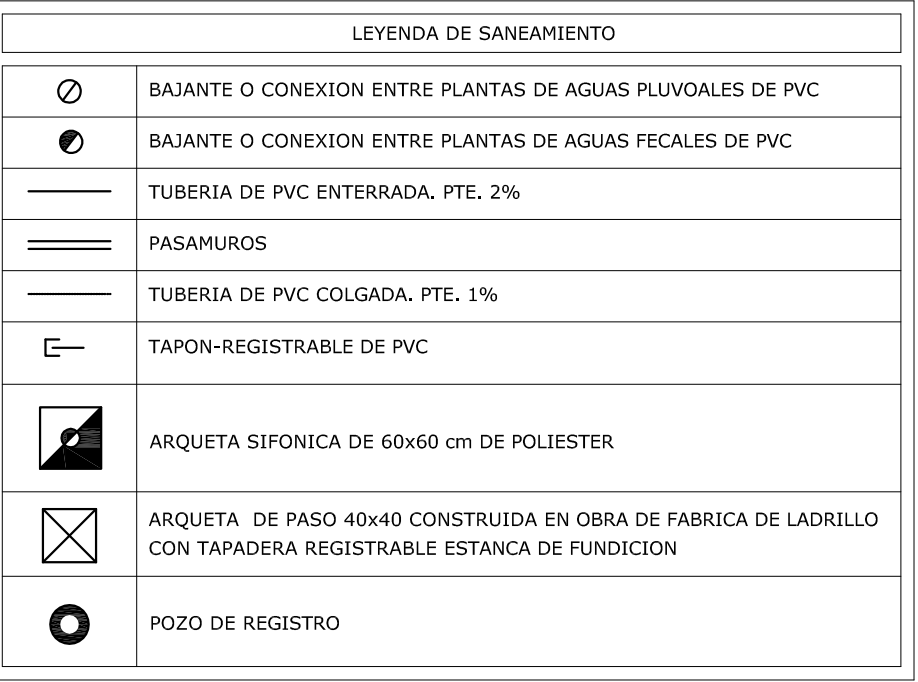 LEYENDA DE SANEAMIENTO
BAJANTE O CONEXION ENTRE PLANTAS DE AGUAS PLUVOALES DE PVC
BAJANTE O CONEXION ENTRE PLANTAS DE AGUAS FECALES DE PVC
TUBERIA DE PVC ENTERRADA. PTE. 2%
PASAMUROS
TUBERIA DE PVC COLGADA. PTE. 1%
TAPON-REGISTRABLE DE PVC
ARQUETA SIFONICA DE 60x60 cm DE POLIESTER
ARQUETA DE PASO 40x40 CONSTRUIDA EN OBRA DE FABRICA DE LADRILLO
CON TAPADERA REGISTRABLE ESTANCA DE FUNDICION
POZO DE REGISTRO